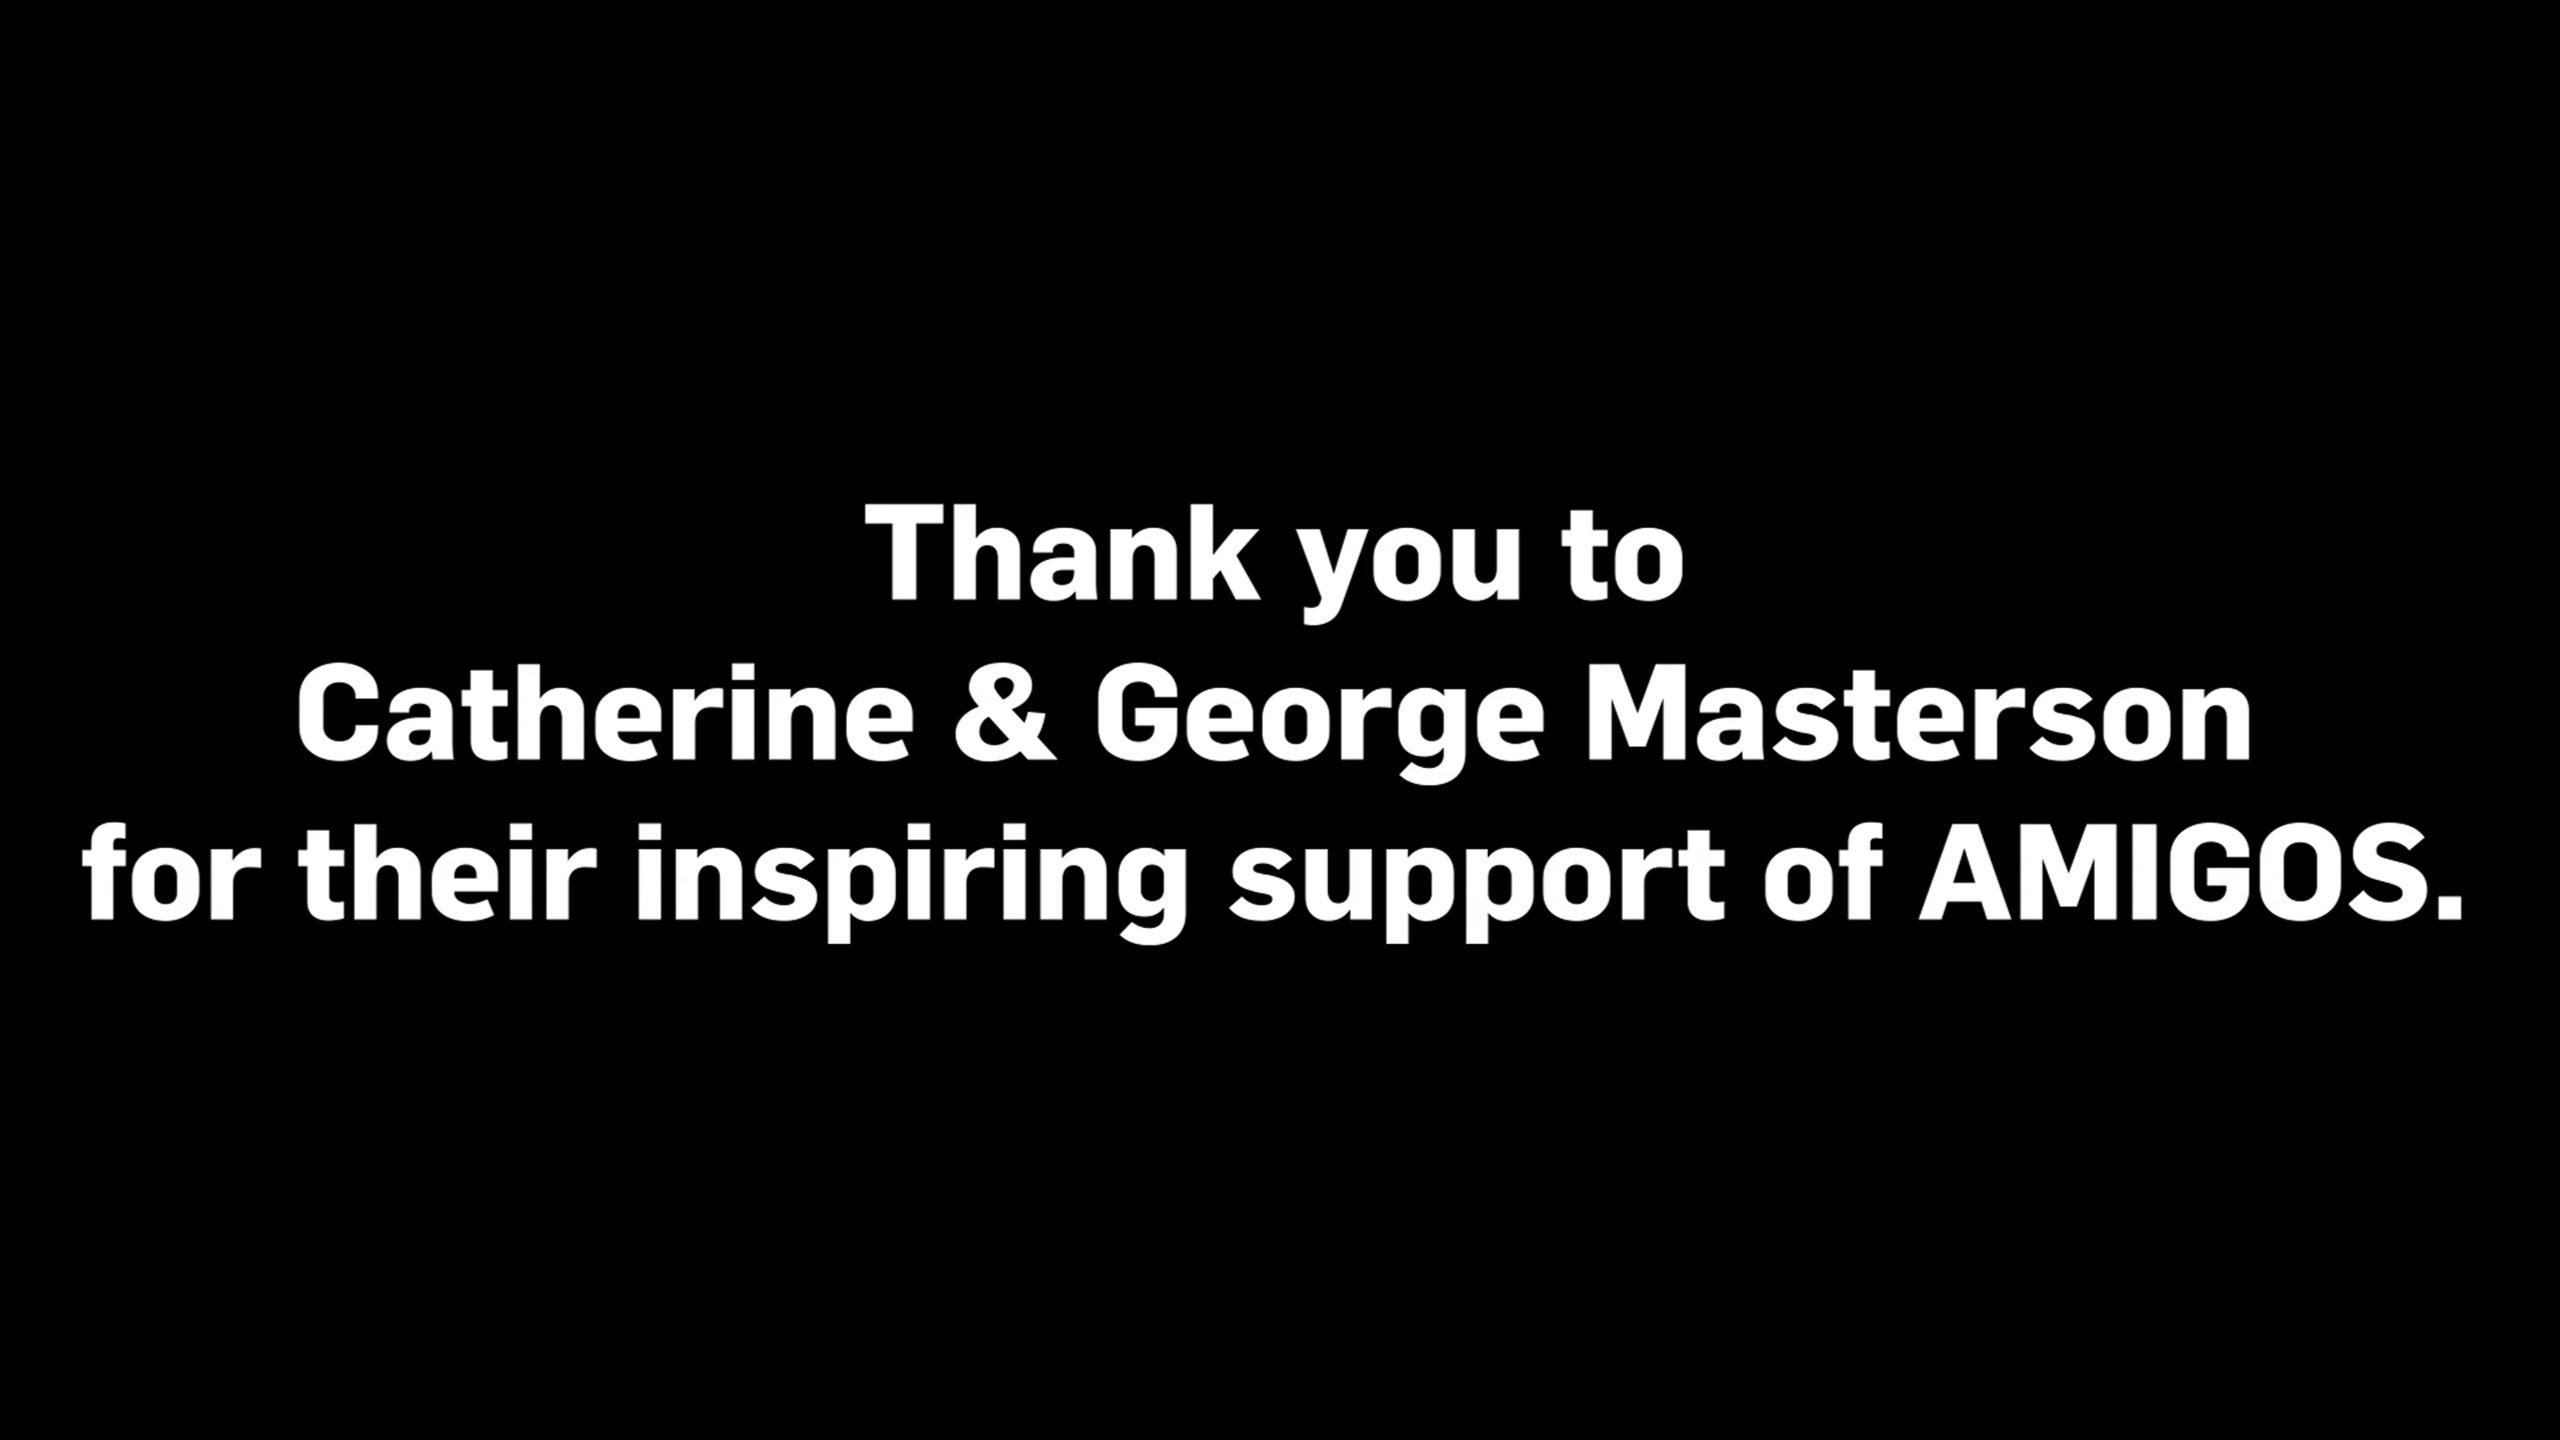 Thank you to
Catherine & George Masterson
for their inspiring support of AMIGOS.